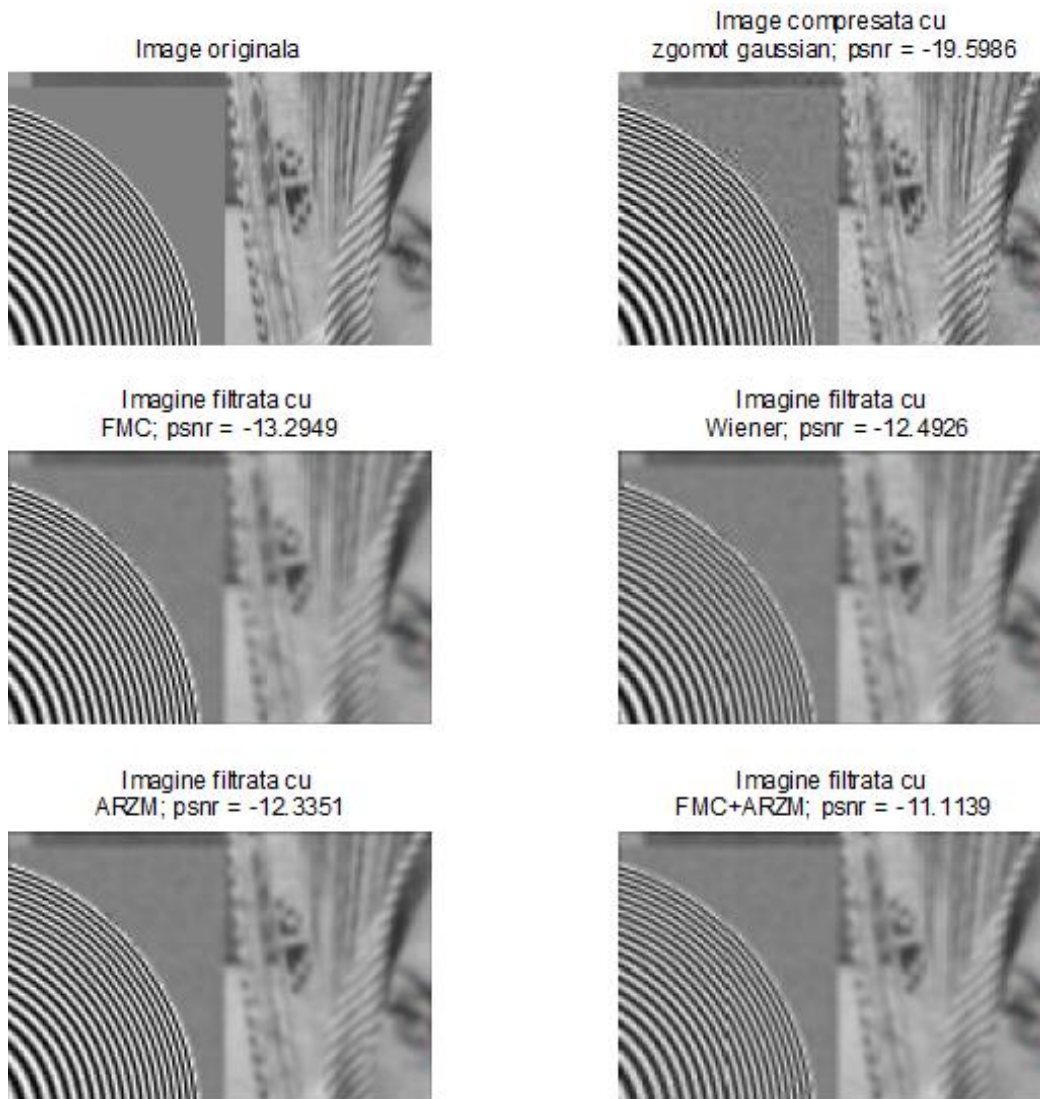 Image originala
Image compresata cu
zgomot gaussian; psnr = -19.5986
Imagine filtrata cu
FMC; psnr = -13.2949
Imagine filtrata cu
Wiener; psnr = -12.4926
Imagine filtrata cu
ARZM; psnr = -12.3351
Imagine filtrata cu
FMC+ARZM; psnr = -11.1139